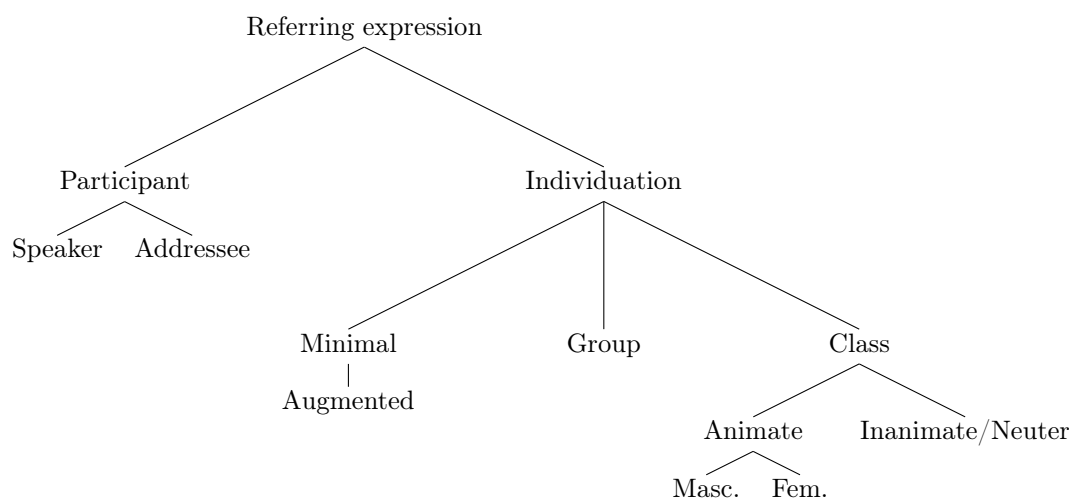 Referring expression
Participant Individuation
Speaker Addressee
Minimal Group Class
Augmented
Animate Inanimate/Neuter
Masc. Fem.